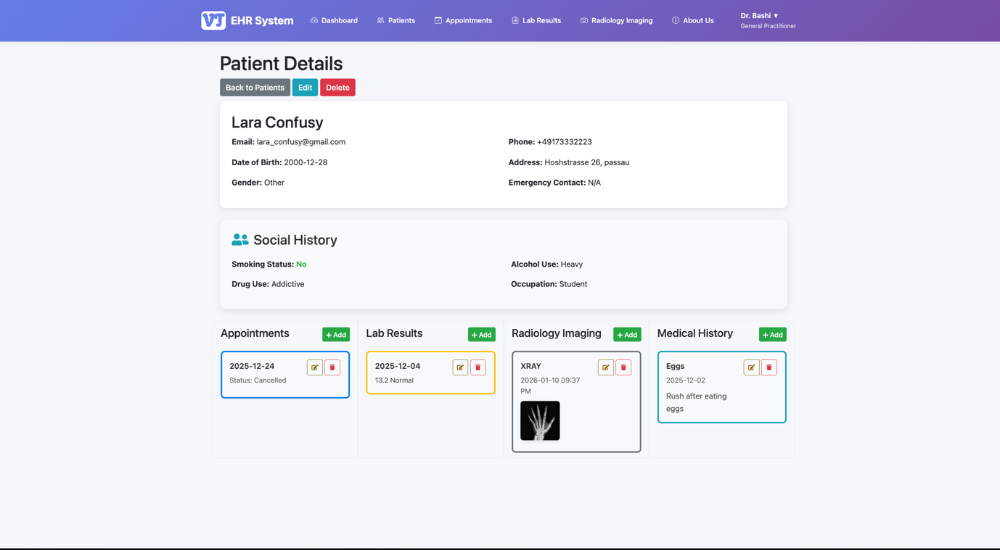 VJ EHR System Dashboard Patients Appointments Lab Results Radiology Imaging About Us Dr. Bashi ▼
General Practitioner
Patient Details
Back to Patients Edit Delete
Lara Confusy
Email: lara_confusy@gmail.com Phone: +49173332223
Date of Birth: 2000-12-28 Address: Hoshstrasse 26, passau
Gender: Other Emergency Contact: N/A
Social History
Smoking Status: No Alcohol Use: Heavy
Drug Use: Addictive Occupation: Student
Appointments + Add
2025-12-24
Status: Cancelled
Lab Results + Add
2025-12-04
13.2 Normal
Radiology Imaging + Add
XRAY
2026-01-10 09:37
PM
Medical History + Add
Eggs
2025-12-02
Rush after eating
eggs